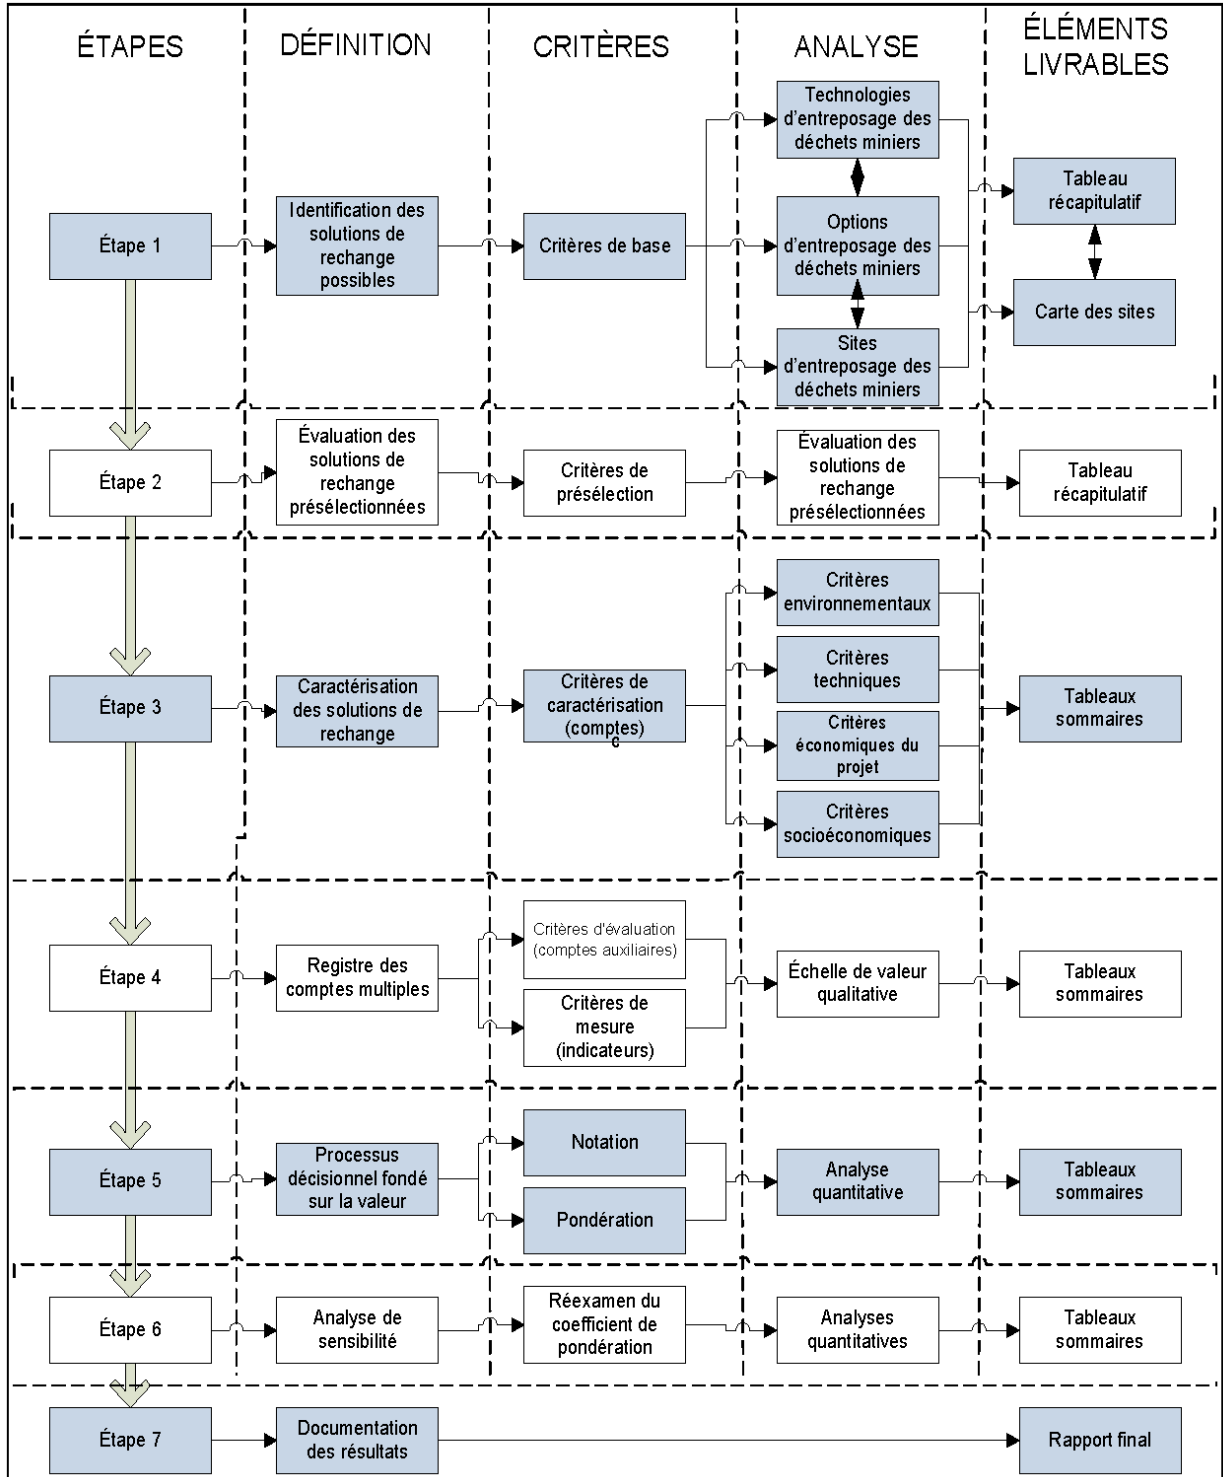 ÉTAPES
DÉFINITION
CRITÈRES
ANALYSE
ÉLÉMENTS
LIVRABLES
Étape 1
Identification des
solutions de
rechange
possibles
Critères de base
Technologies
d'entreposage des
déchets miniers
Options
d'entreposage des
déchets miniers
Sites
d'entreposage des
déchets miniers
Tableau
récapitulatif
Carte des sites
Étape 2
Évaluation des
solutions de
rechange
présélectionnées
Critères de
présélection
Évaluation des
solutions de
rechange
présélectionnées
Tableau
récapitulatif
Étape 3
Caractérisation
des solutions de
rechange
Critères de
caractérisation
(comptes)
c
Critères
environnementaux
Critères
techniques
Critères
économiques du
projet
Critères
socioéconomiques
Tableaux
sommaires
Étape 4
Registre des
comptes multiples
Critères d'évaluation
(comptes auxiliaires)
Critères de
mesure
(indicateurs)
Échelle de valeur
qualitative
Tableaux
sommaires
Étape 5
Processus
décisionnel fondé
sur la valeur
Notation
Pondération
Analyse
quantitative
Tableaux
sommaires
Étape 6
Analyse de
sensibilité
Réexamen du
coefficient de
pondération
Analyses
quantitatives
Tableaux
sommaires
Étape 7
Documentation
des résultats
Rapport final